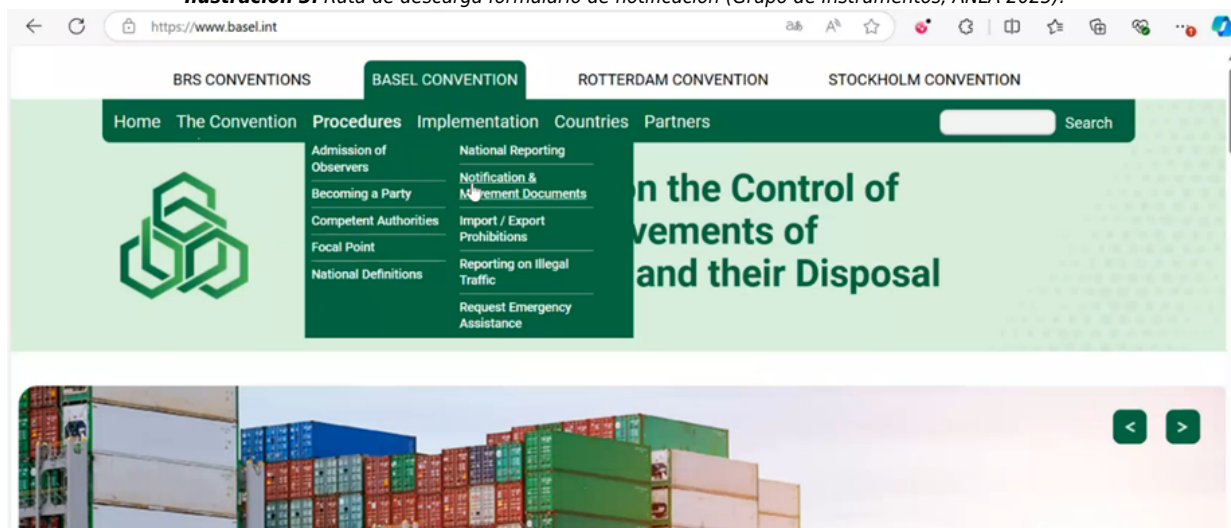 Ilustración 5. Ruta de descarga formulario de notificación (Grupo de Instrumentos, ANLA 2025).
https://www.basel.int
BRS CONVENTIONS BASEL CONVENTION ROTTERDAM CONVENTION STOCKHOLM CONVENTION
Home The Convention Procedures Implementation Countries Partners Search
Admission of
Observers
Becoming a Party
Competent Authorities
Focal Point
National Definitions
National Reporting
Notification &
Movement Documents
Import / Export
Prohibitions
Reporting on Illegal
Traffic
Request Emergency
Assistance
on the Control of
vements of
and their Disposal
< >